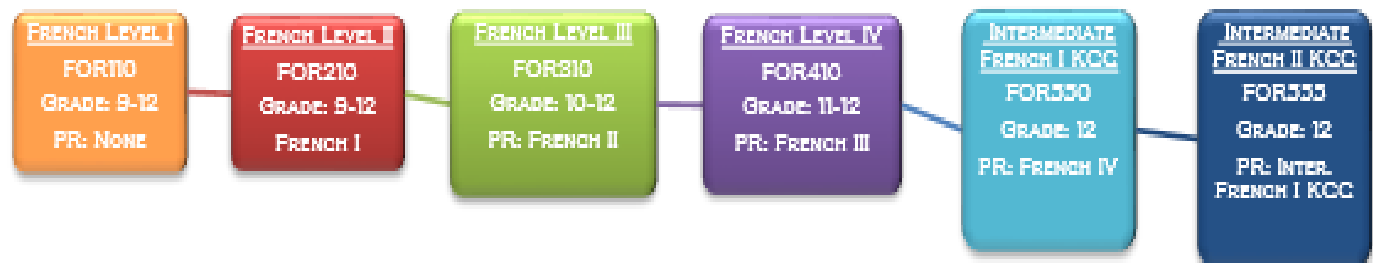 French Level I
FOR110
Grade: 9-12
PR: None
French Level II
FOR210
Grade: 9-12
French I
French Level III
FOR310
Grade: 10-12
PR: French II
French Level IV
FOR410
Grade: 11-12
PR: French III
Intermediate
French I KCC
FOR550
Grade: 12
PR: French IV
Intermediate
French II KCC
FOR555
Grade: 12
PR: Inter.
French I KCC